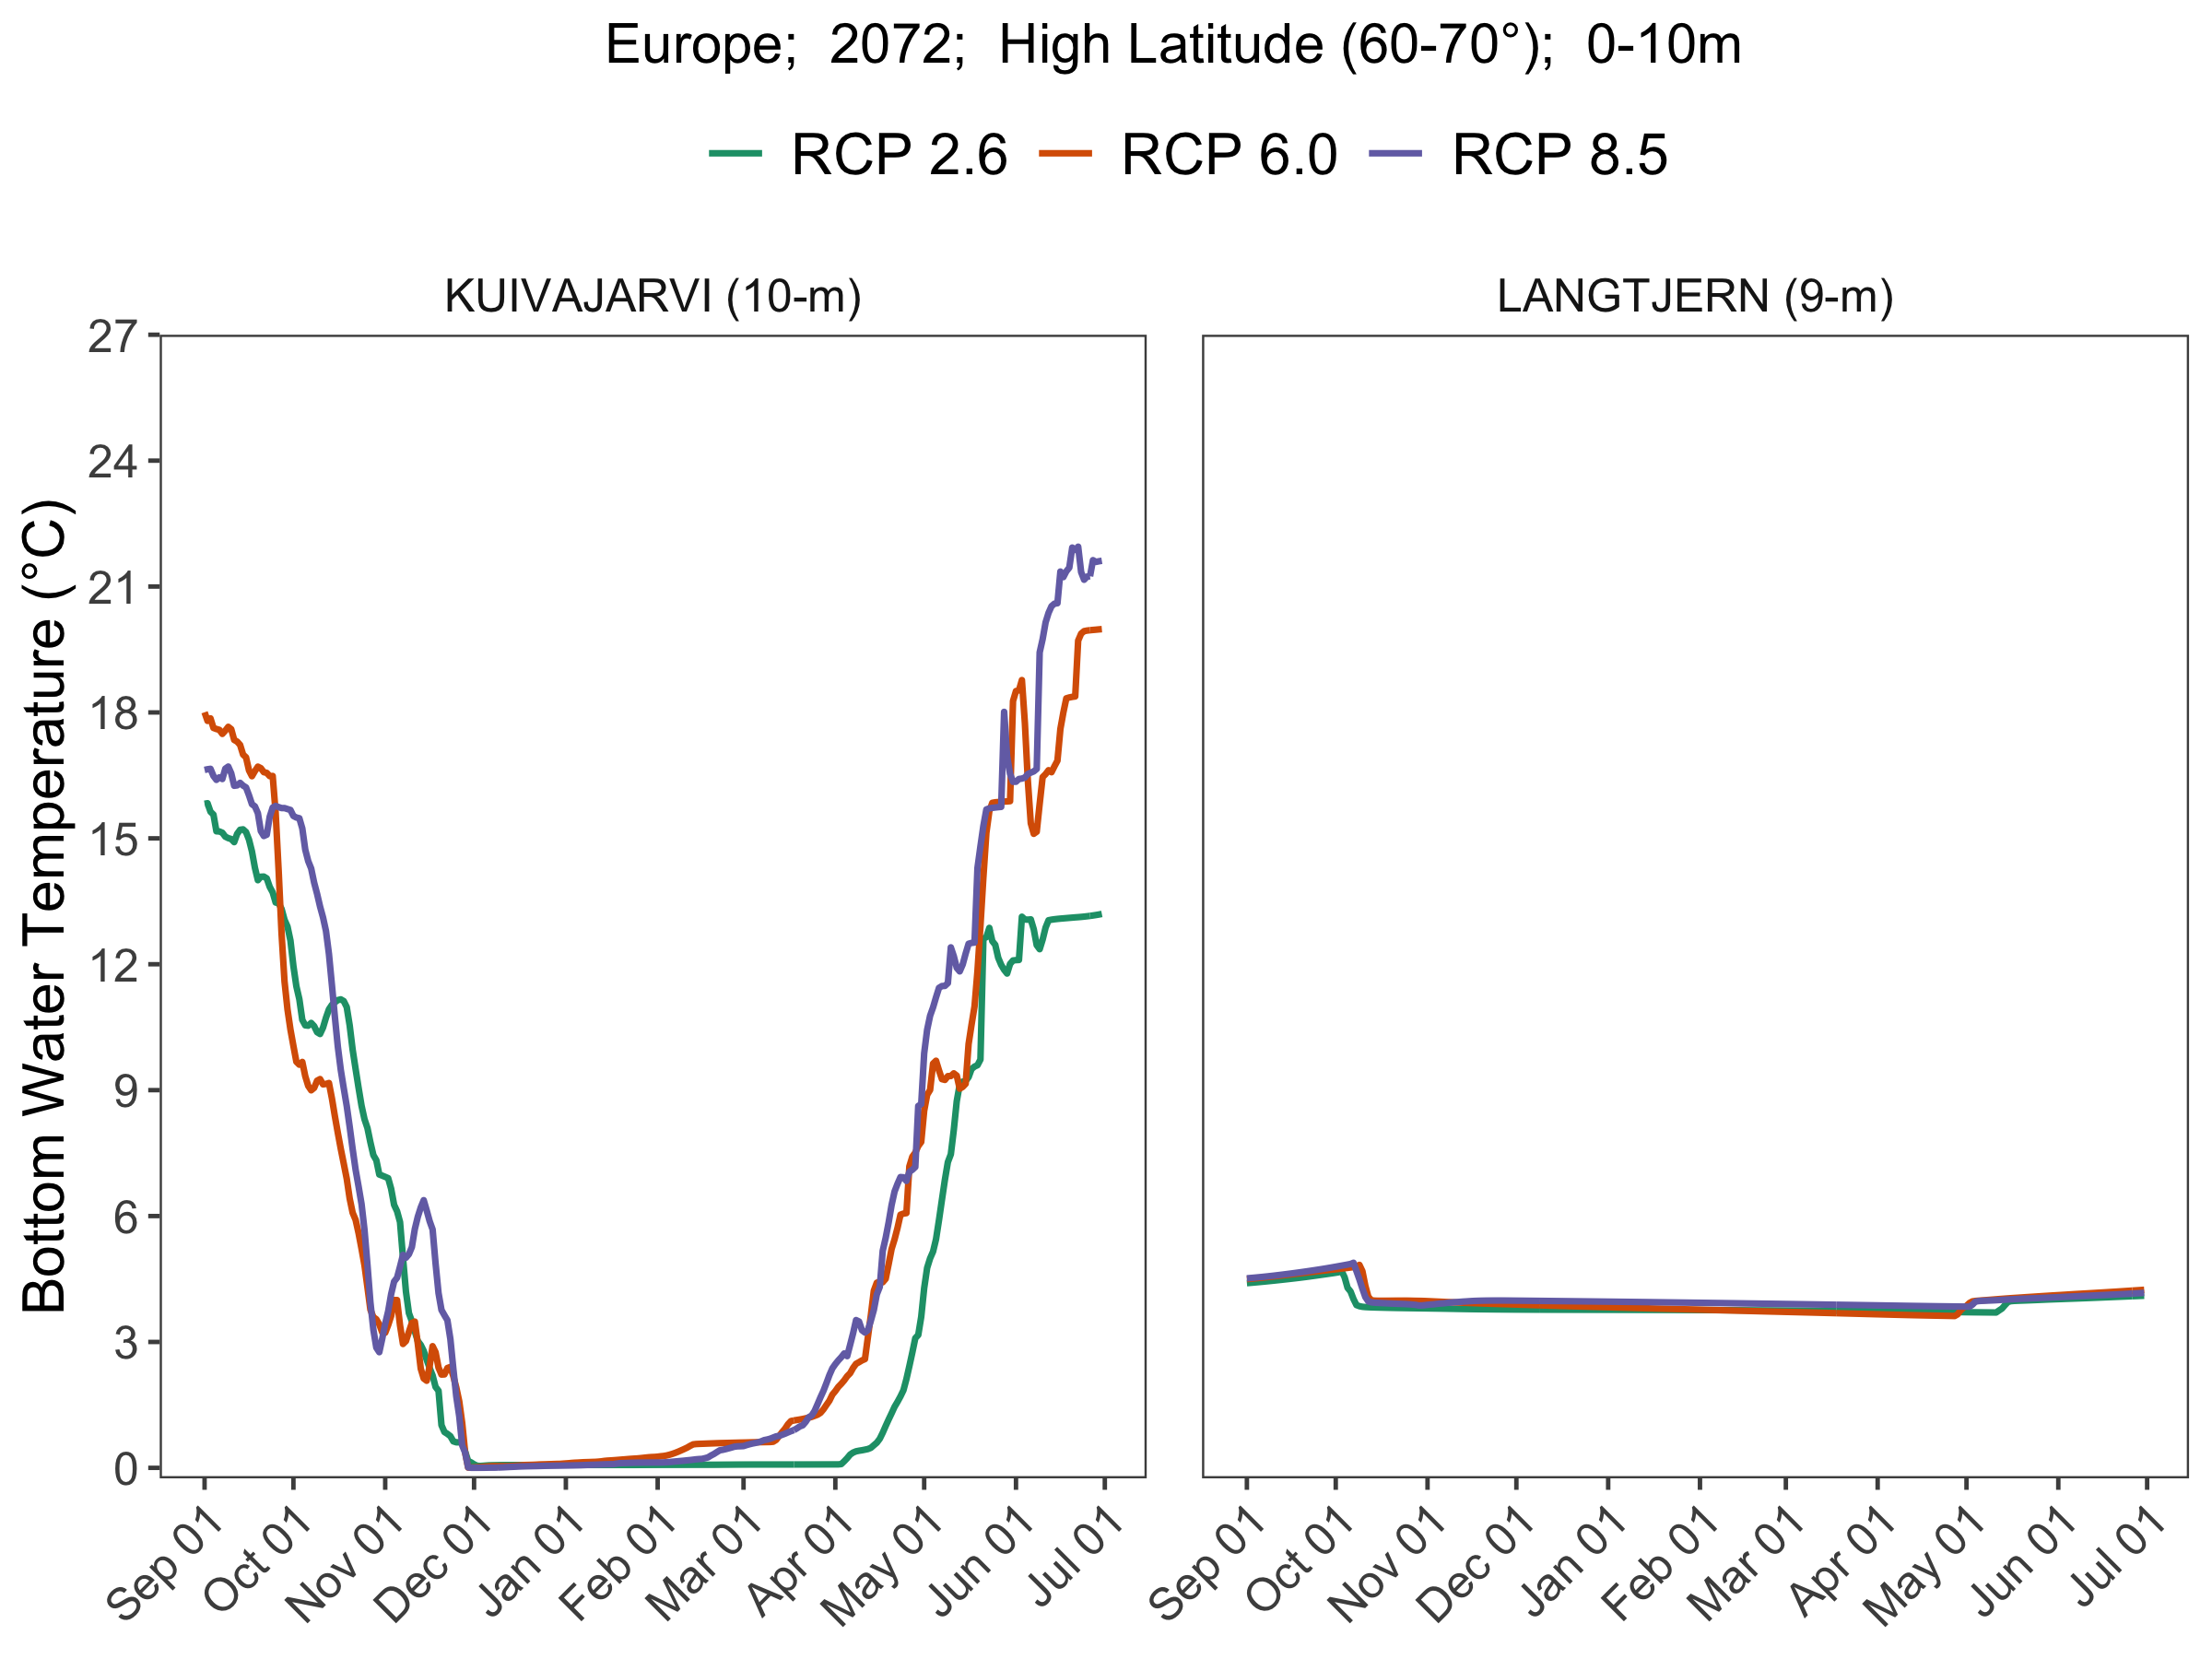 Europe;  2072;  High Latitude (60-70°);  0-10m
RCP 2.6 RCP 6.0 RCP 8.5
KUIVAJARVI (10-m)
LANGTJERN (9-m)
Bottom Water Temperature (°C)
27
24
21
18
15
12
9
6
3
0
Sep 01 Oct 01 Nov 01 Dec 01 Jan 01 Feb 01 Mar 01 Apr 01 May 01 Jun 01 Jul 01
Sep 01 Oct 01 Nov 01 Dec 01 Jan 01 Feb 01 Mar 01 Apr 01 May 01 Jun 01 Jul 01